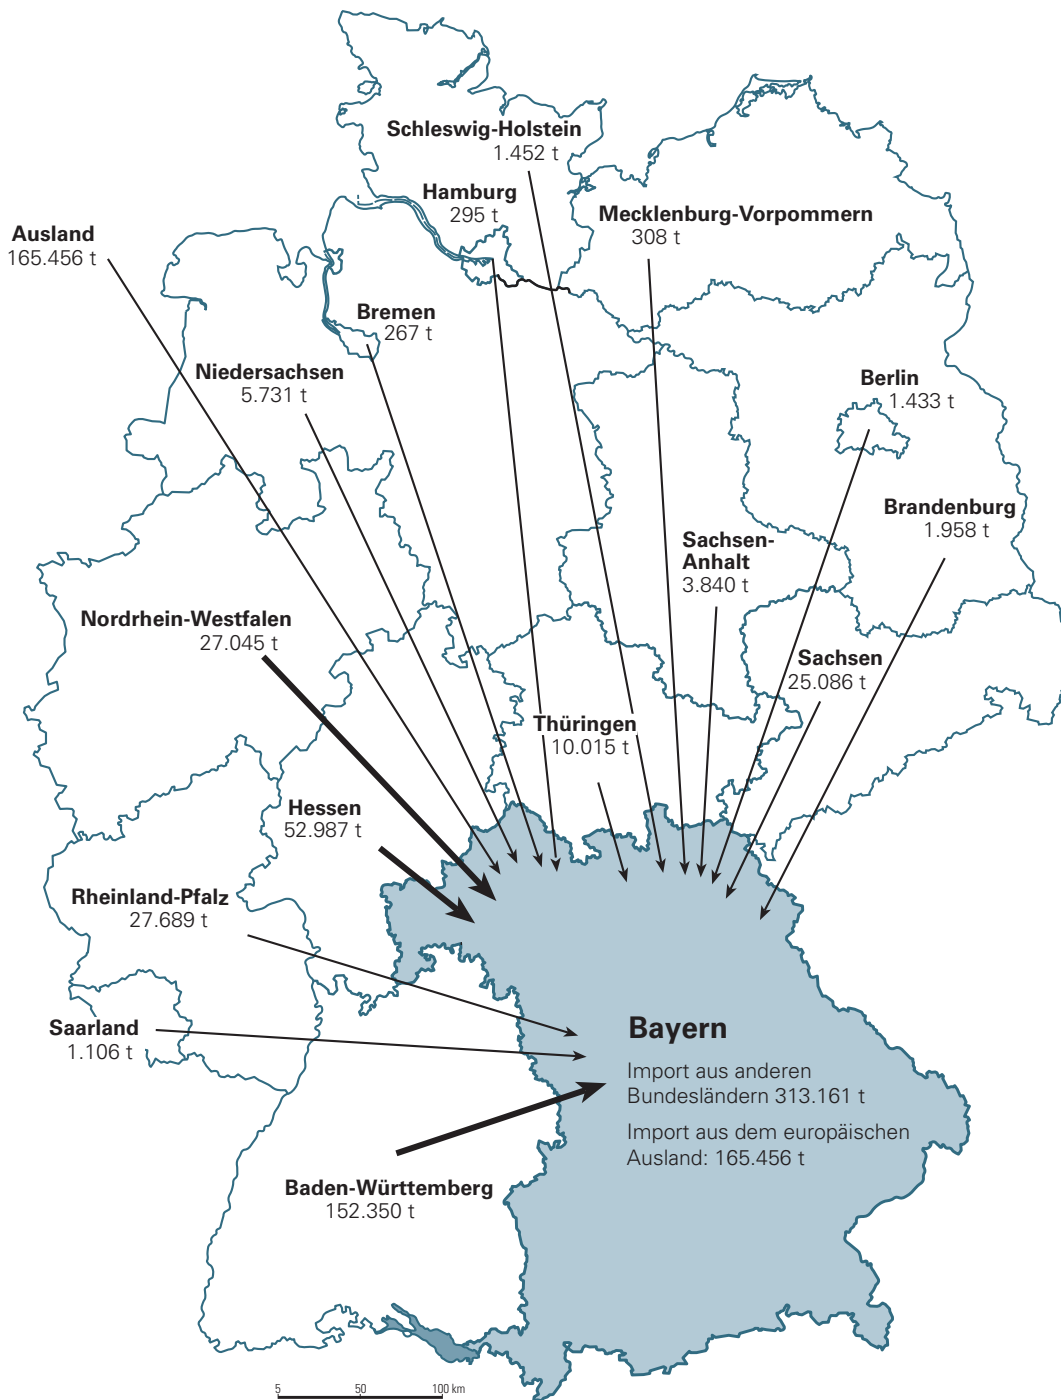 Schleswig-Holstein
1.452 t
Hamburg
295 t
Mecklenburg-Vorpommern
308 t
Ausland
165.456 t
Bremen
267 t
Niedersachsen
5.731 t
Berlin
1.433 t
Brandenburg
1.958 t
Sachsen-
Anhalt
3.840 t
Nordrhein-Westfalen
27.045 t
Sachsen
25.086 t
Thüringen
10.015 t
Hessen
52.987 t
Rheinland-Pfalz
27.689 t
Saarland
1.106 t
Bayern
Import aus anderen
Bundesländern 313.161 t
Import aus dem europäischen
Ausland: 165.456 t
Baden-Württemberg
152.350 t
5 50 100 km